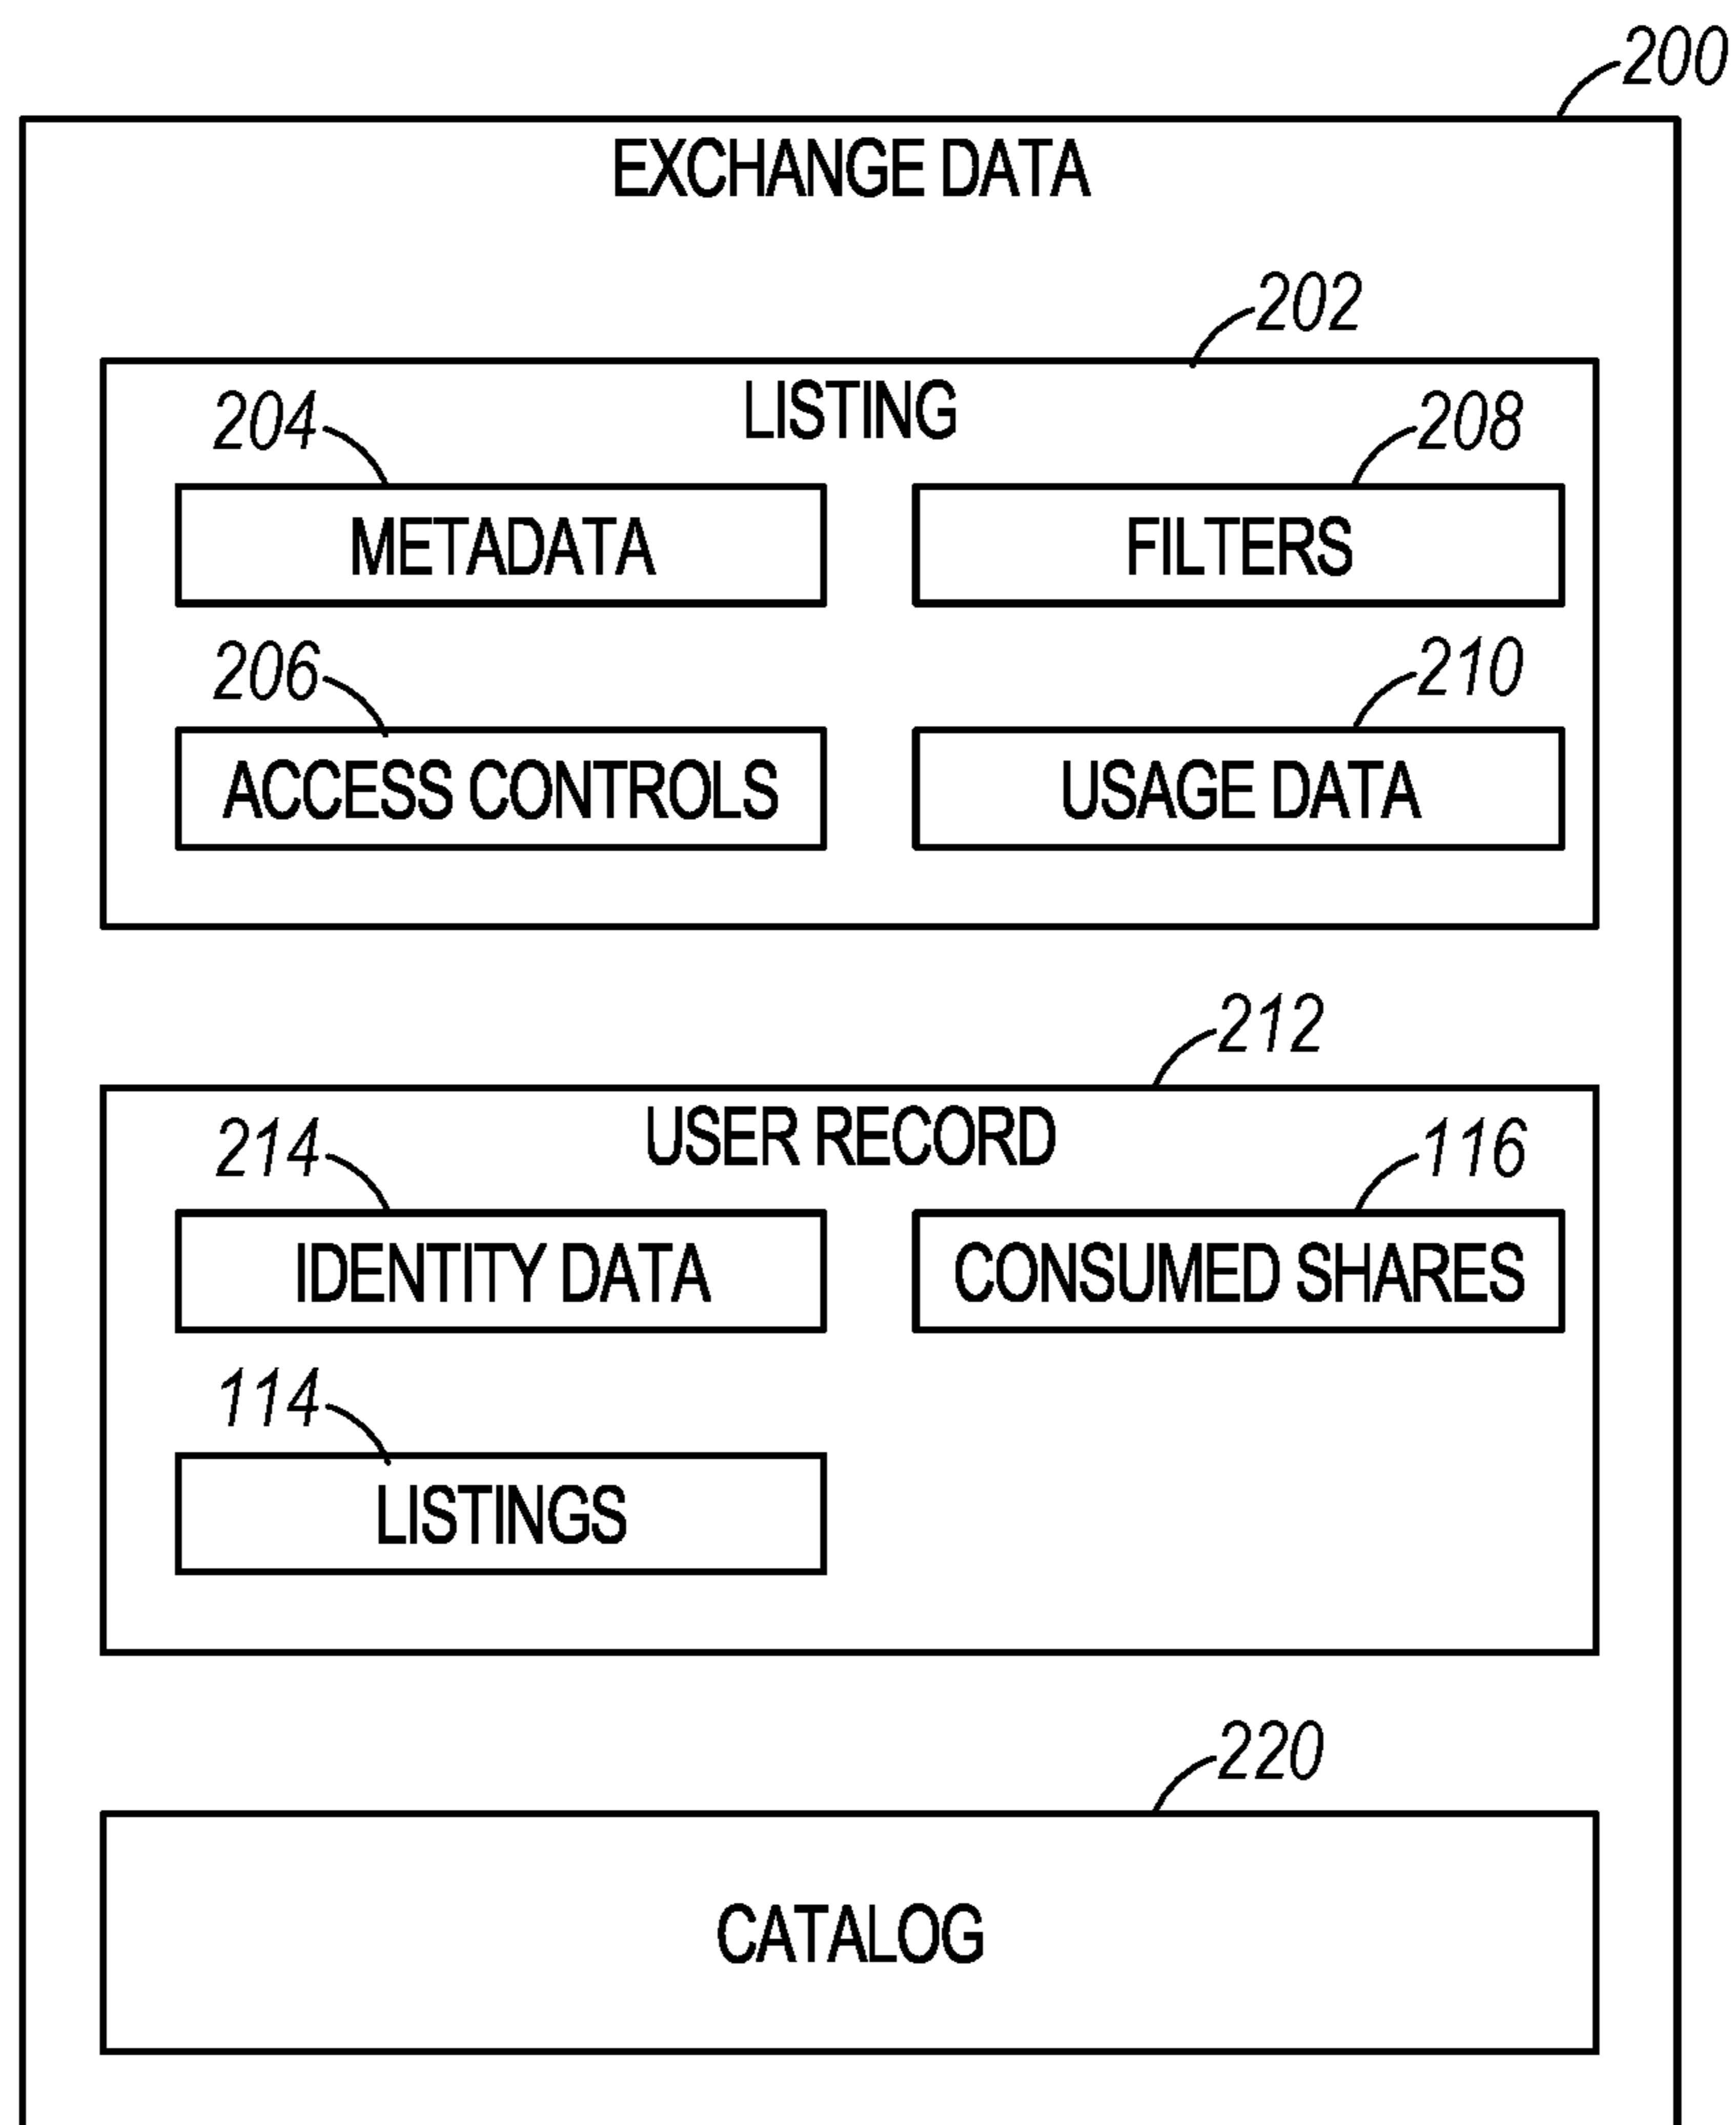 200
EXCHANGE DATA
202
LISTING
204
208
METADATA
FILTERS
206
210
ACCESS CONTROLS
USAGE DATA
212
USER RECORD
214
116
IDENTITY DATA
CONSUMED SHARES
114
LISTINGS
220
CATALOG